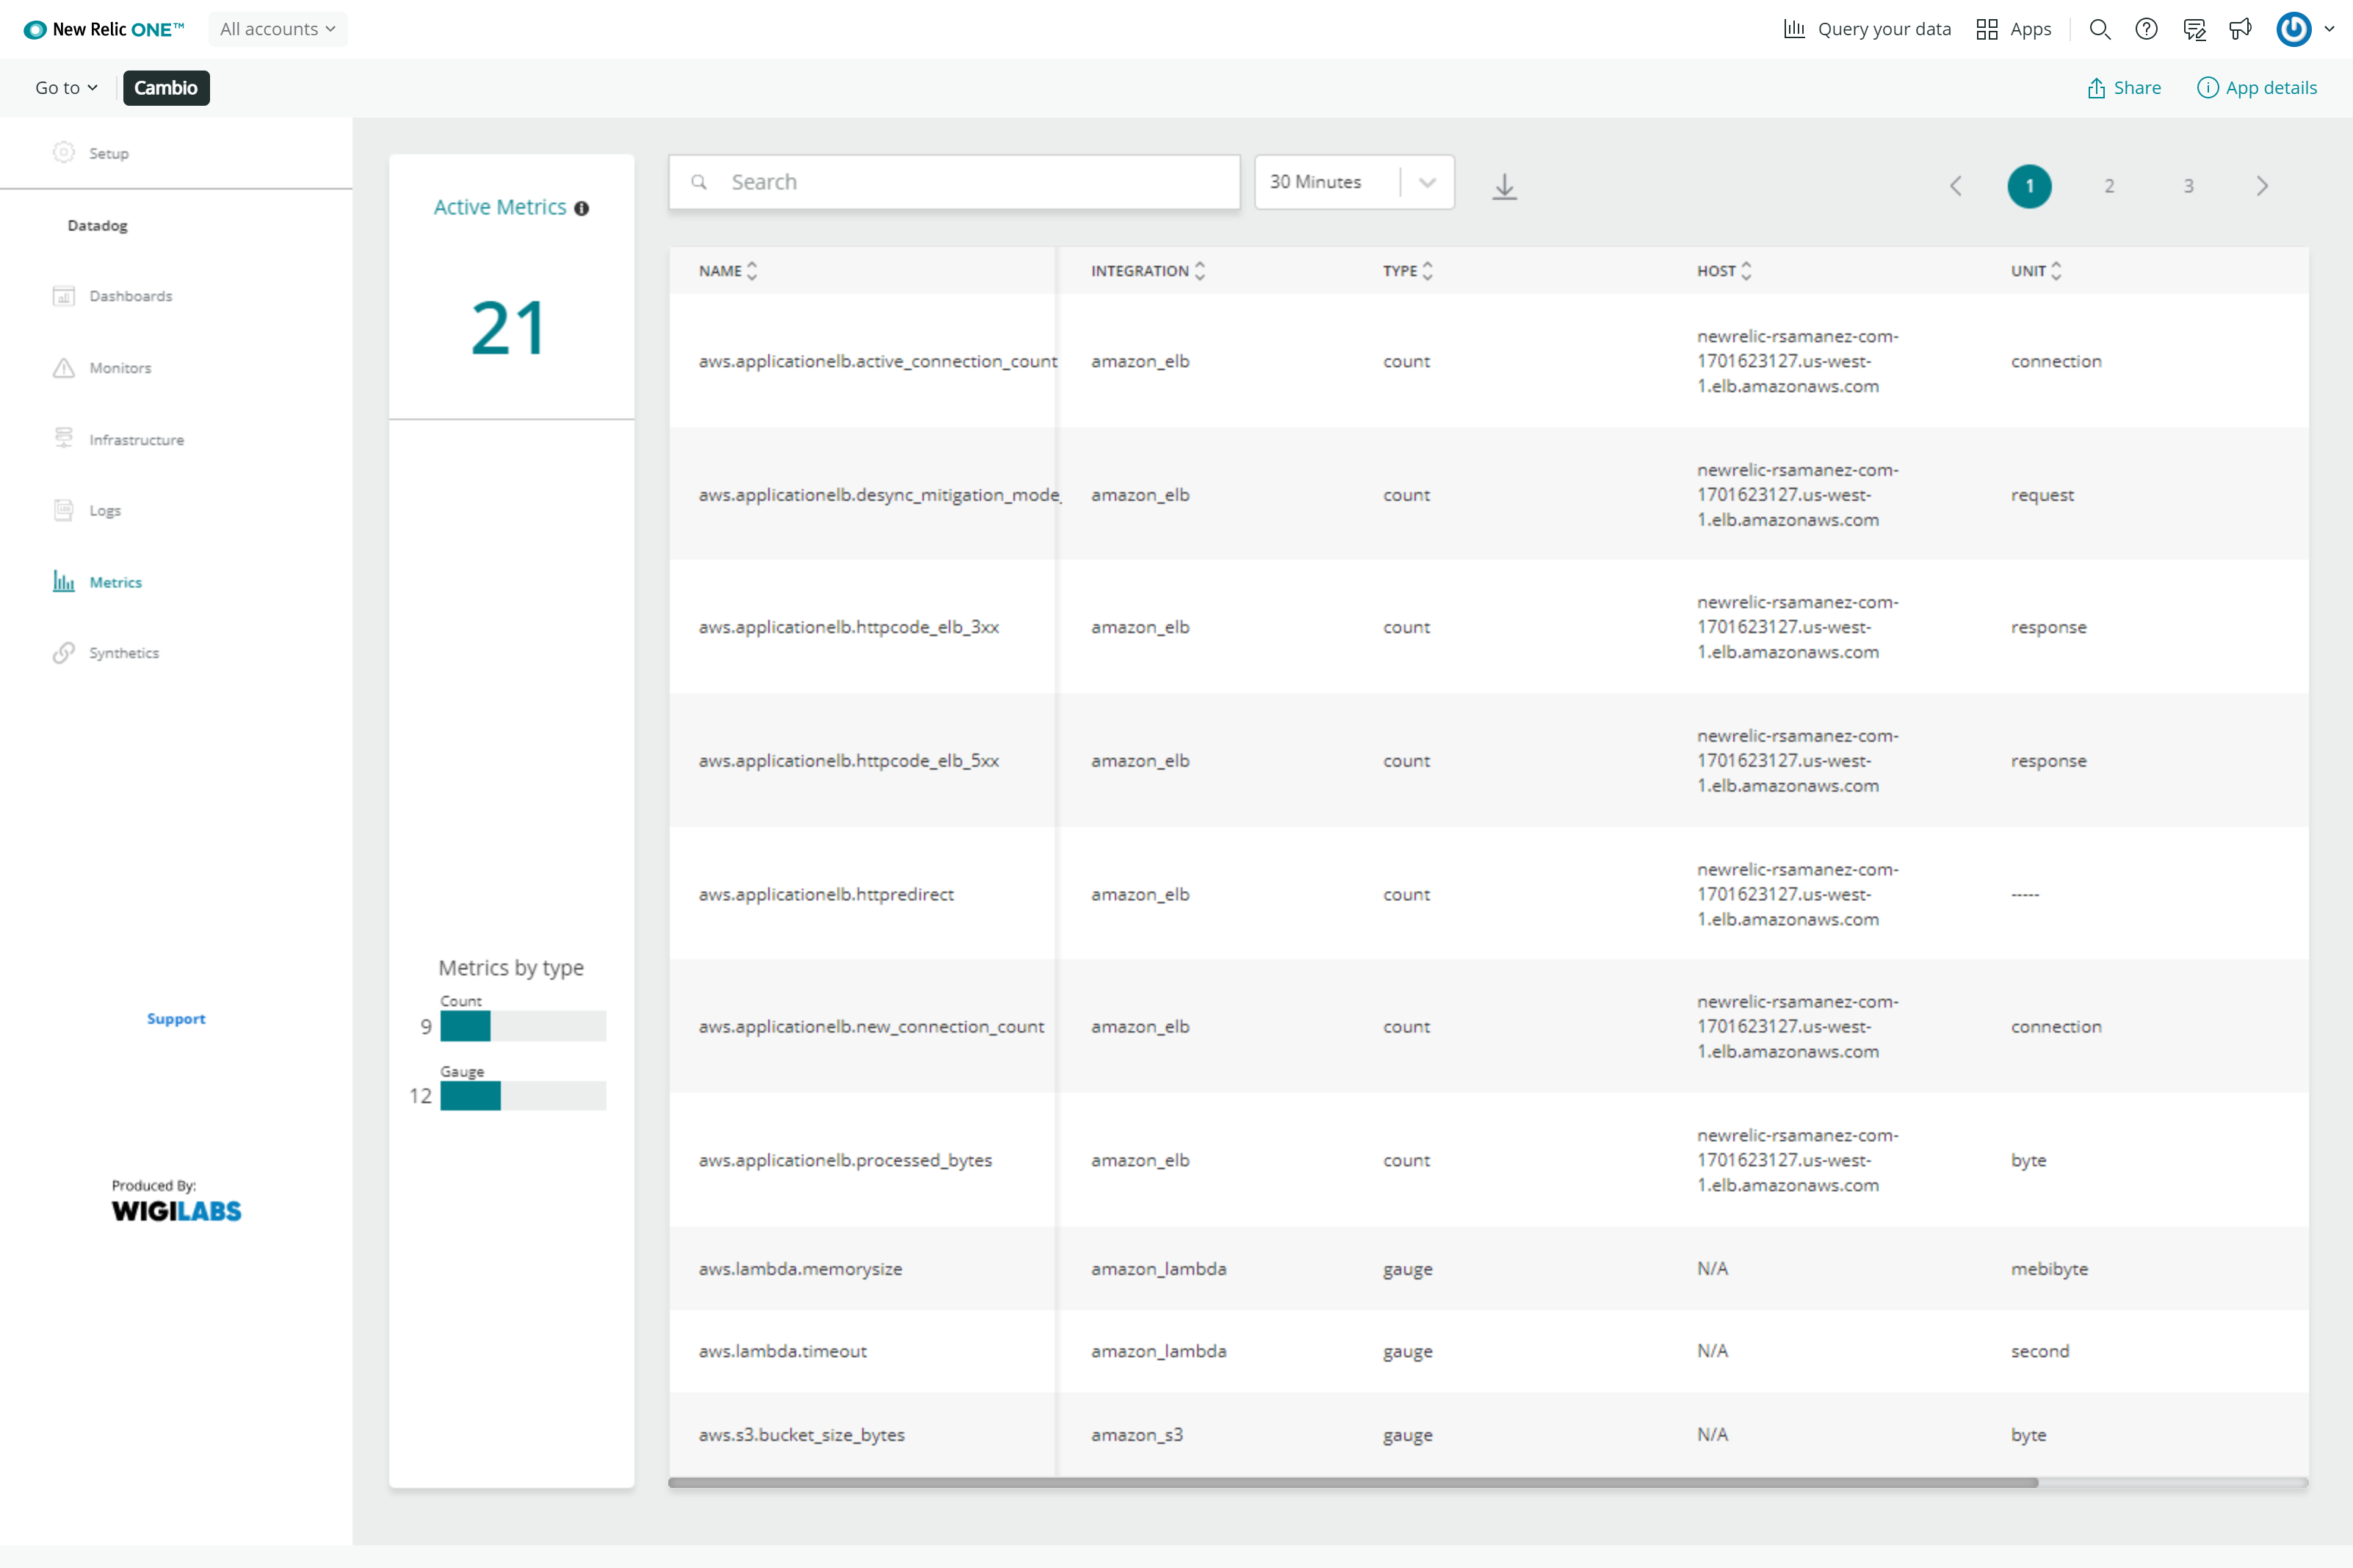 New Relic ONE™ All accounts Query your data Apps
Go to Cambio Share App details
Setup
Datadog
Dashboards
Monitors
Infrastructure
Logs
Metrics
Synthetics
Support
Produced By:
WIGILABS
Active Metrics
21
Metrics by type
Count
9
Gauge
12
Search 30 Minutes 1 2 3
NAME INTEGRATION TYPE HOST UNIT
aws.applicationelb.active_connection_count amazon_elb count newrelic-rsamanez-com-1701623127.us-west-1.elb.amazonaws.com connection
aws.applicationelb.desync_mitigation_mode_ amazon_elb count newrelic-rsamanez-com-1701623127.us-west-1.elb.amazonaws.com request
aws.applicationelb.httpcode_elb_3xx amazon_elb count newrelic-rsamanez-com-1701623127.us-west-1.elb.amazonaws.com response
aws.applicationelb.httpcode_elb_5xx amazon_elb count newrelic-rsamanez-com-1701623127.us-west-1.elb.amazonaws.com response
aws.applicationelb.httpredirect amazon_elb count newrelic-rsamanez-com-1701623127.us-west-1.elb.amazonaws.com -----
aws.applicationelb.new_connection_count amazon_elb count newrelic-rsamanez-com-1701623127.us-west-1.elb.amazonaws.com connection
aws.applicationelb.processed_bytes amazon_elb count newrelic-rsamanez-com-1701623127.us-west-1.elb.amazonaws.com byte
aws.lambda.memorysize amazon_lambda gauge N/A mebibyte
aws.lambda.timeout amazon_lambda gauge N/A second
aws.s3.bucket_size_bytes amazon_s3 gauge N/A byte